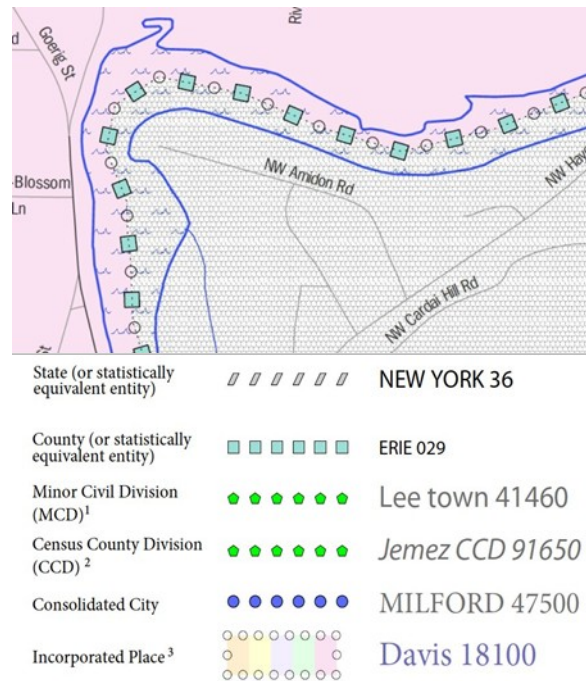 d
Goerig St
Riv
NW Amidon Rd
NW Hay
-Blossom
Ln
NW Cardai Hill Rd
St
State (or statistically
equivalent entity)
NEW YORK 36
County (or statistically
equivalent entity)
ERIE 029
Minor Civil Division
(MCD)1
Lee town 41460
Census County Division
(CCD) 2
Jemez CCD 91650
Consolidated City
MILFORD 47500
Incorporated Place 3
Davis 18100